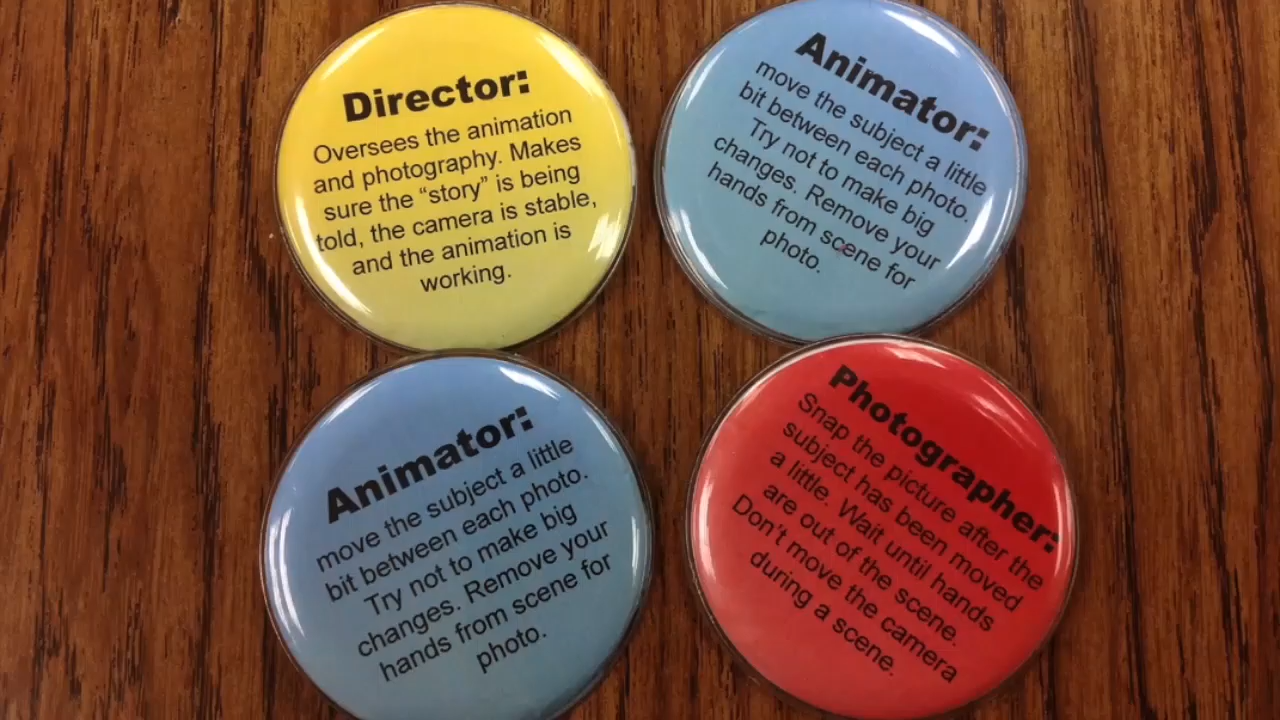 Director:
Oversees the animation
and photography. Makes
sure the “story” is being
told, the camera is stable,
and the animation is
working.
Animator:
move the subject a little
bit between each photo.
Try not to make big
changes. Remove your
hands from scene for
photo.
Animator:
move the subject a little
bit between each photo.
Try not to make big
changes. Remove your
hands from scene for
photo.
Photographer:
Snap the picture after the
subject has been moved
a little. Wait until hands
are out of the scene.
Don't move the camera
during a scene.